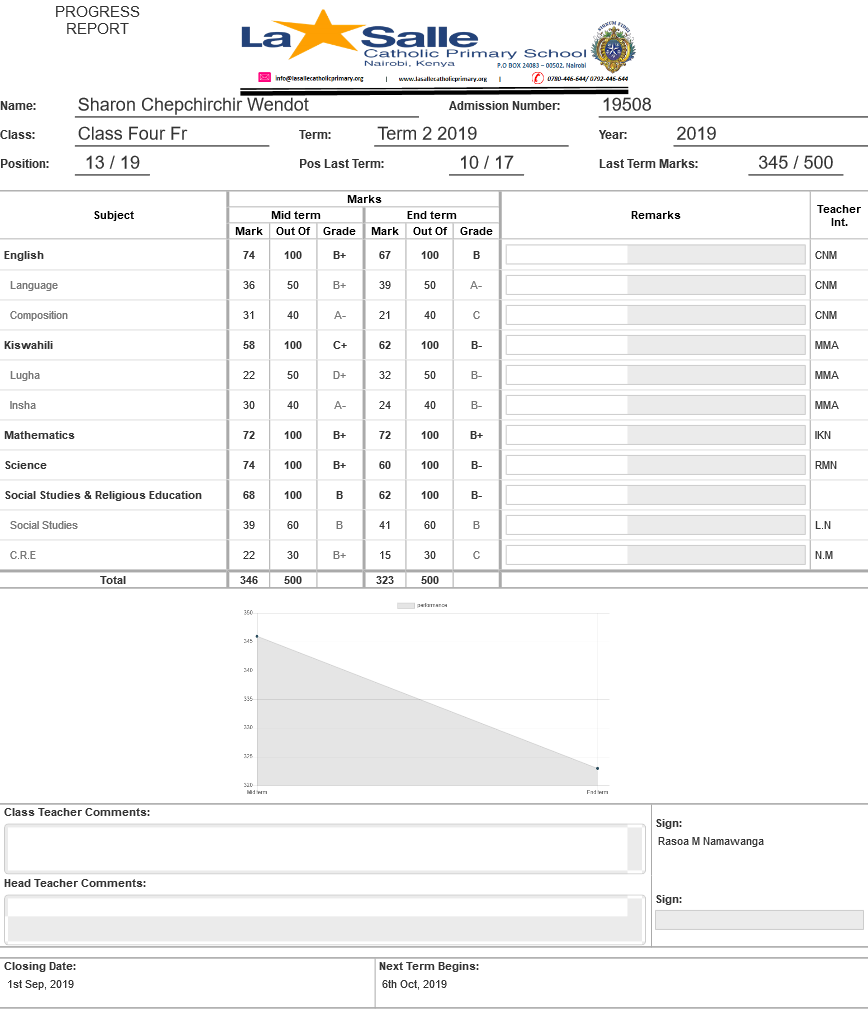 PROGRESS
REPORT
La Salle
Catholic Primary School
Nairobi, Kenya
P.O BOX 24083 – 00502, Nairobi
info@lasallecatholicprimary.org | www.lasallecatholicprimary.org | 0780-446-644/ 0792-446-644
Name: Sharon Chepchirchir Wendot Admission Number: 19508
Class: Class Four Fr Term: Term 2 2019 Year: 2019
Position: 13 / 19 Pos Last Term: 10 / 17 Last Term Marks: 345 / 500
Marks
Subject Mid term End term Remarks Teacher Int.
Mark Out Of Grade Mark Out Of Grade
English 74 100 B+ 67 100 B CNM
Language 36 50 B+ 39 50 A- CNM
Composition 31 40 A- 21 40 C CNM
Kiswahili 58 100 C+ 62 100 B- MMA
Lugha 22 50 D+ 32 50 B- MMA
Insha 30 40 A- 24 40 B- MMA
Mathematics 72 100 B+ 72 100 B+ IKN
Science 74 100 B+ 60 100 B- RMN
Social Studies & Religious Education 68 100 B 62 100 B-
Social Studies 39 60 B 41 60 B L.N
C.R.E 22 30 B+ 15 30 C N.M
Total 346 500 323 500
performance
350
345
340
335
330
325
320
Mid term End term
Class Teacher Comments:
Sign:
Rasoa M Namawanga
Head Teacher Comments:
Sign:
Closing Date: Next Term Begins:
1st Sep, 2019 6th Oct, 2019